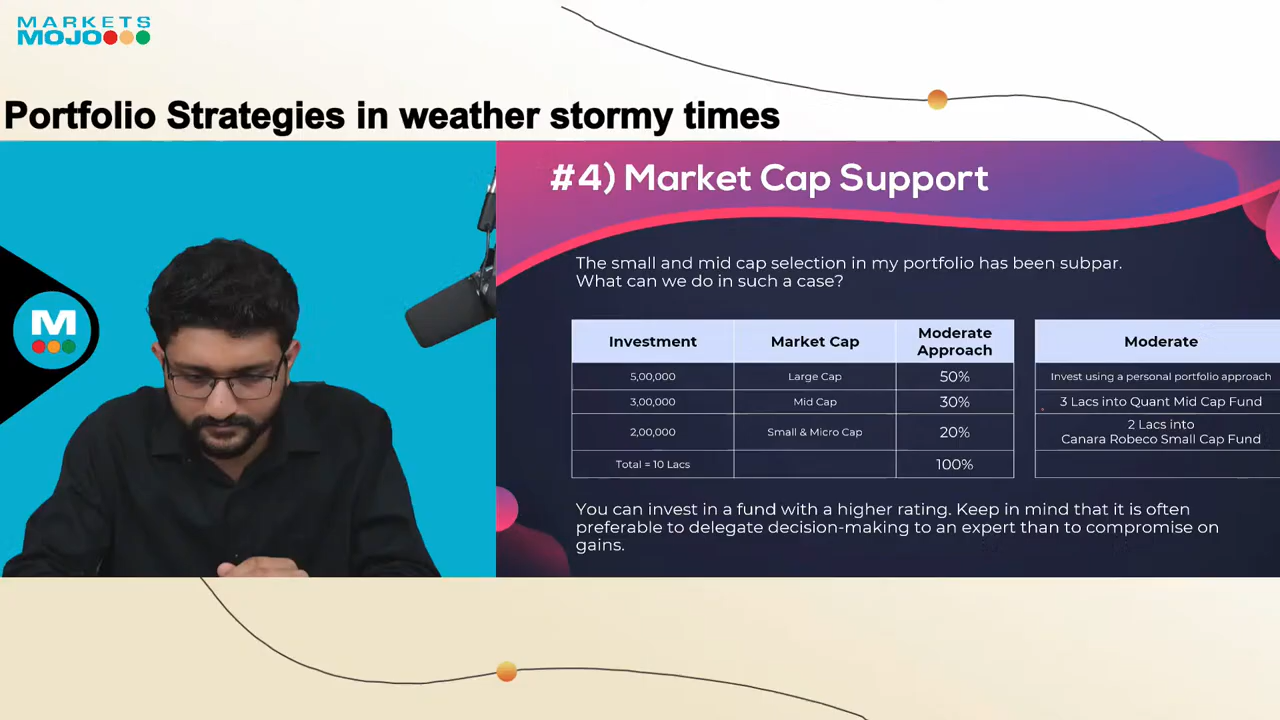 MARKETS
MOJO
Portfolio Strategies in weather stormy times
M
#4) Market Cap Support
The small and mid cap selection in my portfolio has been subpar.
What can we do in such a case?
Investment Market Cap Moderate Approach Moderate
5,00,000 Large Cap 50% Invest using a personal portfolio approach
3,00,000 Mid Cap 30% 3 Lacs into Quant Mid Cap Fund
2,00,000 Small & Micro Cap 20% 2 Lacs into Canara Robeco Small Cap Fund
Total = 10 Lacs 100%
You can invest in a fund with a higher rating. Keep in mind that it is often
preferable to delegate decision-making to an expert than to compromise on
gains.